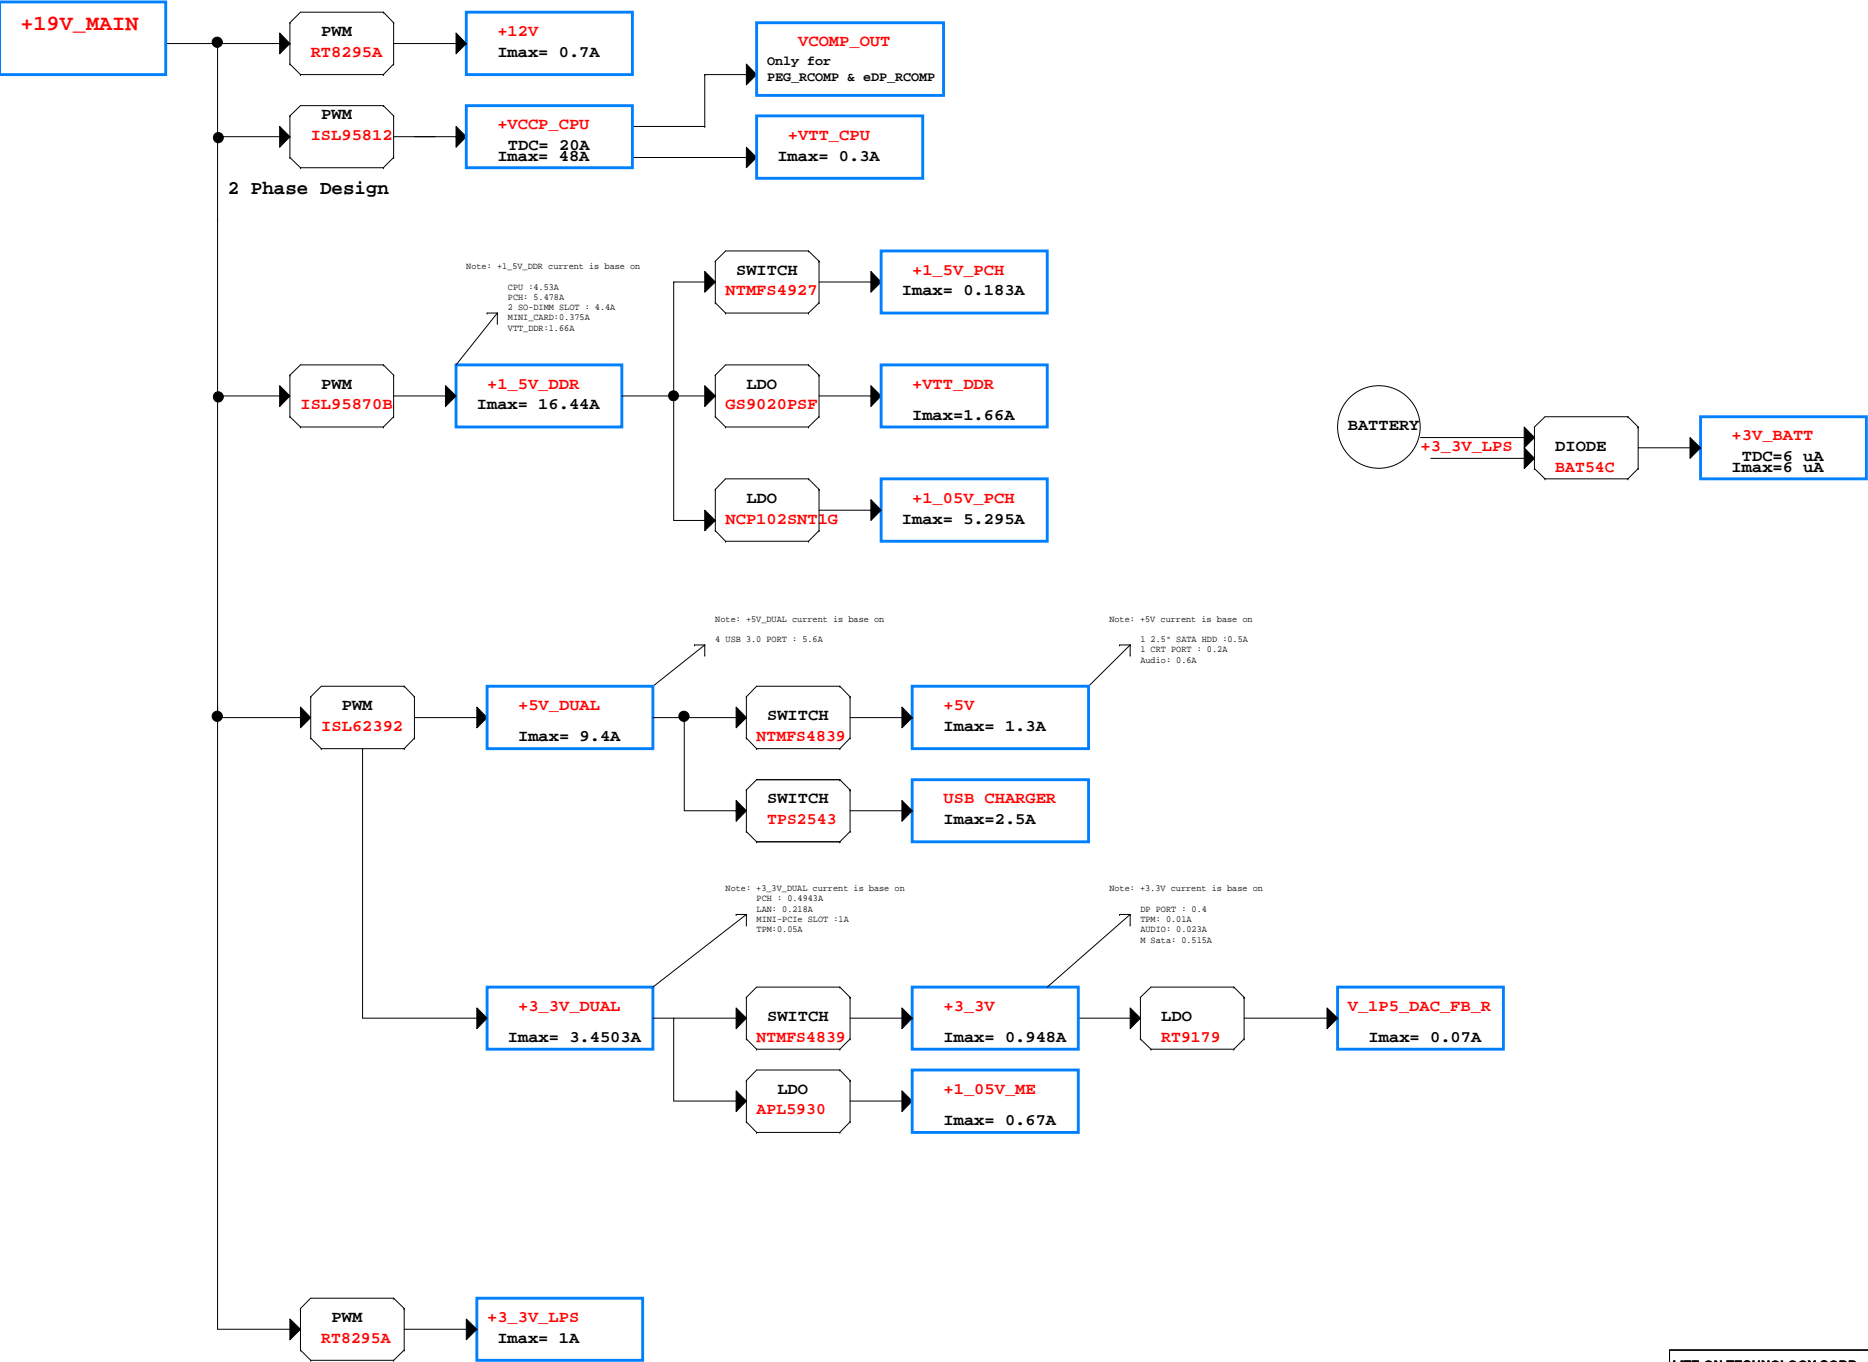 +19V_MAIN
PWM
RT8295A
+12V
Imax= 0.7A
VCOMP_OUT
Only for
PEG_RCOMP & eDP_RCOMP
PWM
ISL95812
+VCCP_CPU
TDC= 20A
Imax= 48A
+VTT_CPU
Imax= 0.3A
2 Phase Design
Note: +1_5V_DDR current is base on
CPU :4.53A
PCH: 5.478A
2 SO-DIMM SLOT : 4.4A
MINI_CARD:0.375A
VTT_DDR:1.66A
SWITCH
NTMFS4927
+1_5V_PCH
Imax= 0.183A
PWM
ISL95870B
+1_5V_DDR
Imax= 16.44A
LDO
GS9020PSF
+VTT_DDR
Imax=1.66A
BATTERY
+3_3V_LPS
DIODE
BAT54C
+3V_BATT
TDC=6 uA
Imax=6 uA
LDO
NCP102SNT1G
+1_05V_PCH
Imax= 5.295A
Note: +5V_DUAL current is base on
4 USB 3.0 PORT : 5.6A
Note: +5V current is base on
1 2.5" SATA HDD :0.5A
1 CRT PORT : 0.2A
Audio: 0.6A
PWM
ISL62392
+5V_DUAL
Imax= 9.4A
SWITCH
NTMFS4839
+5V
Imax= 1.3A
SWITCH
TPS2543
USB CHARGER
Imax=2.5A
Note: +3_3V_DUAL current is base on
PCH : 0.4943A
LAN: 0.218A
MINI-PCIe SLOT :1A
TPM:0.05A
Note: +3.3V current is base on
DP PORT : 0.4
TPM: 0.01A
AUDIO: 0.023A
M Sata: 0.515A
+3_3V_DUAL
Imax= 3.4503A
SWITCH
NTMFS4839
+3_3V
Imax= 0.948A
LDO
RT9179
V_1P5_DAC_FB_R
Imax= 0.07A
LDO
APL5930
+1_05V_ME
Imax= 0.67A
PWM
RT8295A
+3_3V_LPS
Imax= 1A